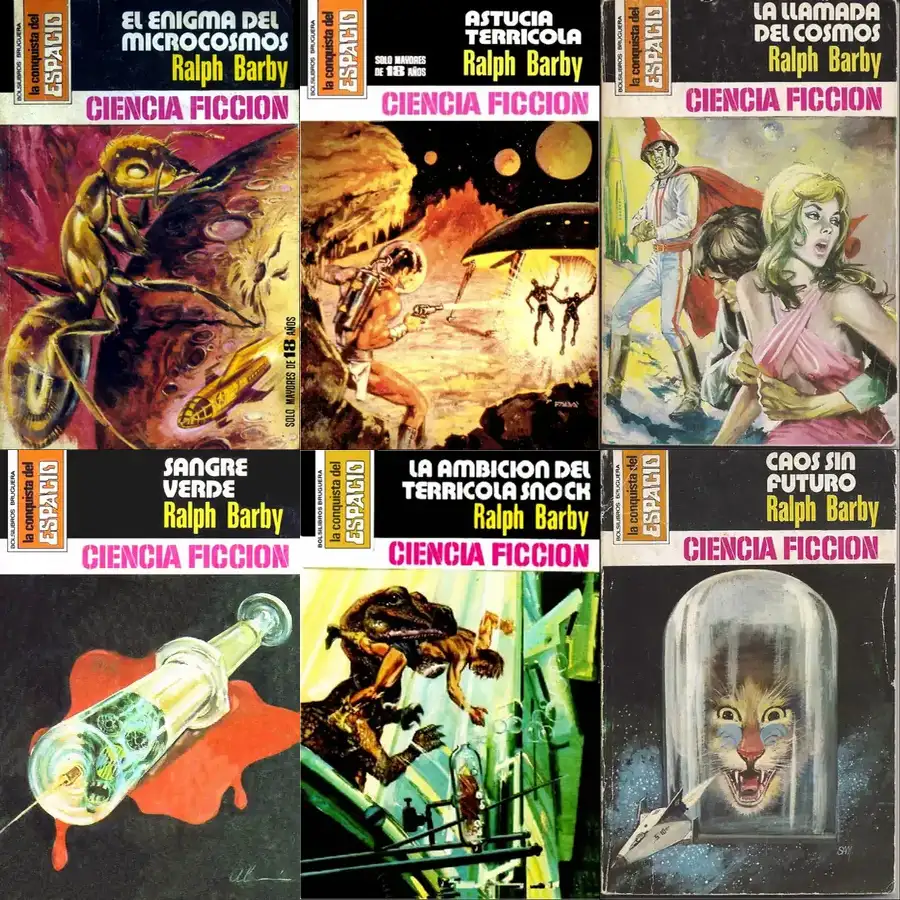 BOLSILIBROS BRUGUERA
la conquista del
ESPACIO
EL ENIGMA DEL
MICROCOSMOS
Ralph Barby
CIENCIA FICCION
SOLO MAYORES DE 18 AÑOS
BOLSILIBROS BRUGUERA
la conquista del
ESPACIO
SOLO MAYORES
DE 18 AÑOS
ASTUCIA
TERRICOLA
Ralph Barby
CIENCIA FICCION
BOLSILIBROS BRUGUERA
la conquista del
ESPACIO
LA LLAMADA
DEL COSMOS
Ralph Barby
CIENCIA FICCION
BOLSILIBROS BRUGUERA
la conquista del
ESPACIO
SANGRE
VERDE
Ralph Barby
CIENCIA FICCION
BOLSILIBROS BRUGUERA
la conquista del
ESPACIO
LA AMBICION DEL
TERRICOLA SNOCK
Ralph Barby
CIENCIA FICCION
BOLSILIBROS BRUGUERA
la conquista del
ESPACIO
CAOS SIN
FUTURO
Ralph Barby
CIENCIA FICCION